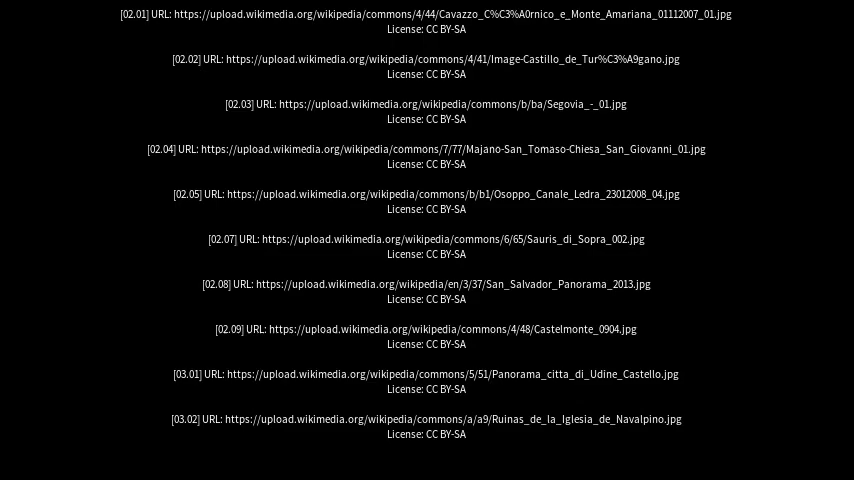 [02.01] URL: https://upload.wikimedia.org/wikipedia/commons/4/44/Cavazzo_C%C3%A0rnico_e_Monte_Amariana_01112007_01.jpg
License: CC BY-SA
[02.02] URL: https://upload.wikimedia.org/wikipedia/commons/4/41/Image-Castillo_de_Tur%C3%A9gano.jpg
License: CC BY-SA
[02.03] URL: https://upload.wikimedia.org/wikipedia/commons/b/ba/Segovia_-_01.jpg
License: CC BY-SA
[02.04] URL: https://upload.wikimedia.org/wikipedia/commons/7/77/Majano-San_Tomaso-Chiesa_San_Giovanni_01.jpg
License: CC BY-SA
[02.05] URL: https://upload.wikimedia.org/wikipedia/commons/b/b1/Osoppo_Canale_Ledra_23012008_04.jpg
License: CC BY-SA
[02.07] URL: https://upload.wikimedia.org/wikipedia/commons/6/65/Sauris_di_Sopra_002.jpg
License: CC BY-SA
[02.08] URL: https://upload.wikimedia.org/wikipedia/en/3/37/San_Salvador_Panorama_2013.jpg
License: CC BY-SA
[02.09] URL: https://upload.wikimedia.org/wikipedia/commons/4/48/Castelmonte_0904.jpg
License: CC BY-SA
[03.01] URL: https://upload.wikimedia.org/wikipedia/commons/5/51/Panorama_citta_di_Udine_Castello.jpg
License: CC BY-SA
[03.02] URL: https://upload.wikimedia.org/wikipedia/commons/a/a9/Ruinas_de_la_Iglesia_de_Navalpino.jpg
License: CC BY-SA